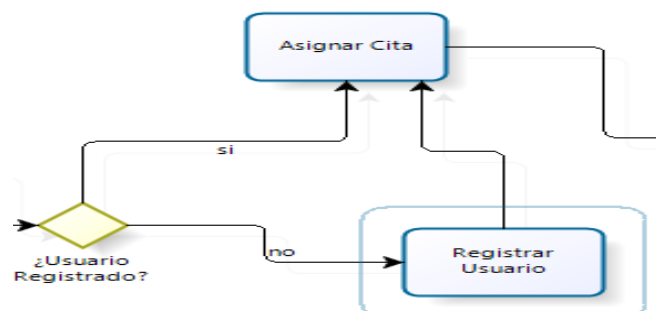 Asignar Cita
si
no
¿Usuario
Registrado?
Registrar
Usuario